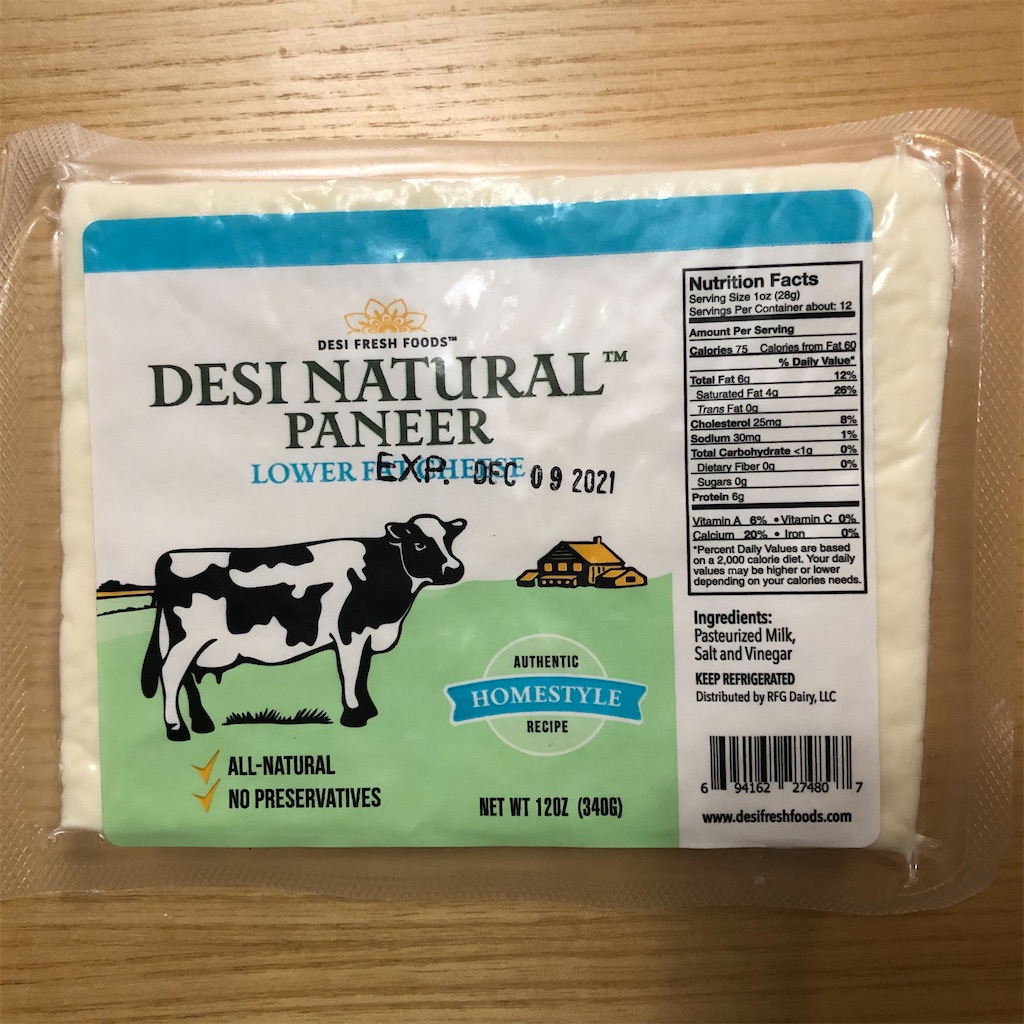 DESI FRESH FOODS™
DESI NATURAL™
PANEER
LOWER FAT CHEESE
EXP. DEC 09 2021
AUTHENTIC
HOMESTYLE
RECIPE
ALL-NATURAL
NO PRESERVATIVES
NET WT 12OZ (340G)
Nutrition Facts
Serving Size 1oz (28g)
Servings Per Container about: 12
Amount Per Serving
Calories 75 Calories from Fat 60
% Daily Value*
Total Fat 6g 12%
Saturated Fat 4g 26%
Trans Fat 0g
Cholesterol 25mg 8%
Sodium 30mg 1%
Total Carbohydrate <1g 0%
Dietary Fiber 0g 0%
Sugars 0g
Protein 6g
Vitamin A 6% • Vitamin C 0%
Calcium 20% • Iron 0%
*Percent Daily Values are based
on a 2,000 calorie diet. Your daily
values may be higher or lower
depending on your calories needs.
Ingredients:
Pasteurized Milk,
Salt and Vinegar
KEEP REFRIGERATED
Distributed by RFG Dairy, LLC
6 94162 27480 7
www.desifreshfoods.com